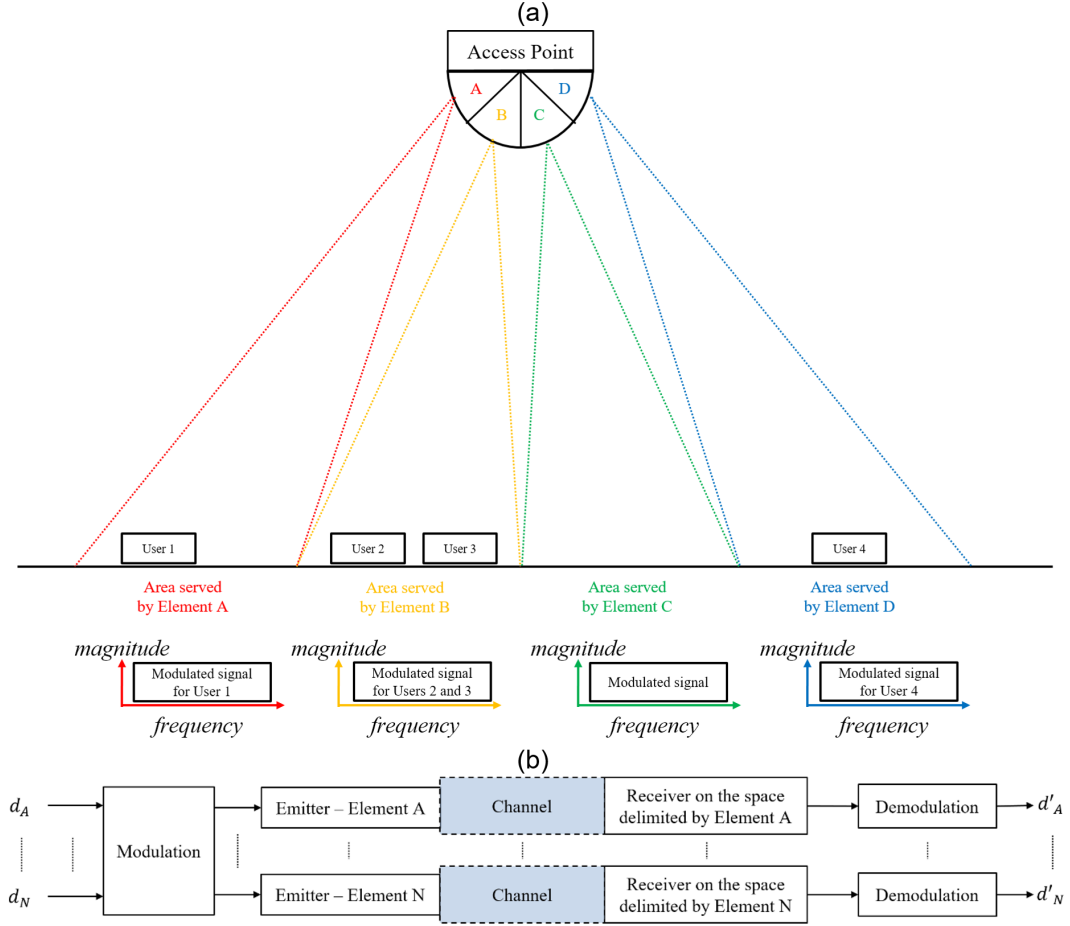 (a)
Access Point
A
B
C
D
User 1
User 2
User 3
User 4
Area served
by Element A
Area served
by Element B
Area served
by Element C
Area served
by Element D
magnitude
Modulated signal
for User 1
frequency
magnitude
Modulated signal
for Users 2 and 3
frequency
magnitude
Modulated signal
frequency
magnitude
Modulated signal
for User 4
frequency
(b)
d_A
d_N
Modulation
Emitter – Element A
Channel
Receiver on the space
delimited by Element A
Demodulation
d'_A
Emitter – Element N
Channel
Receiver on the space
delimited by Element N
Demodulation
d'_N